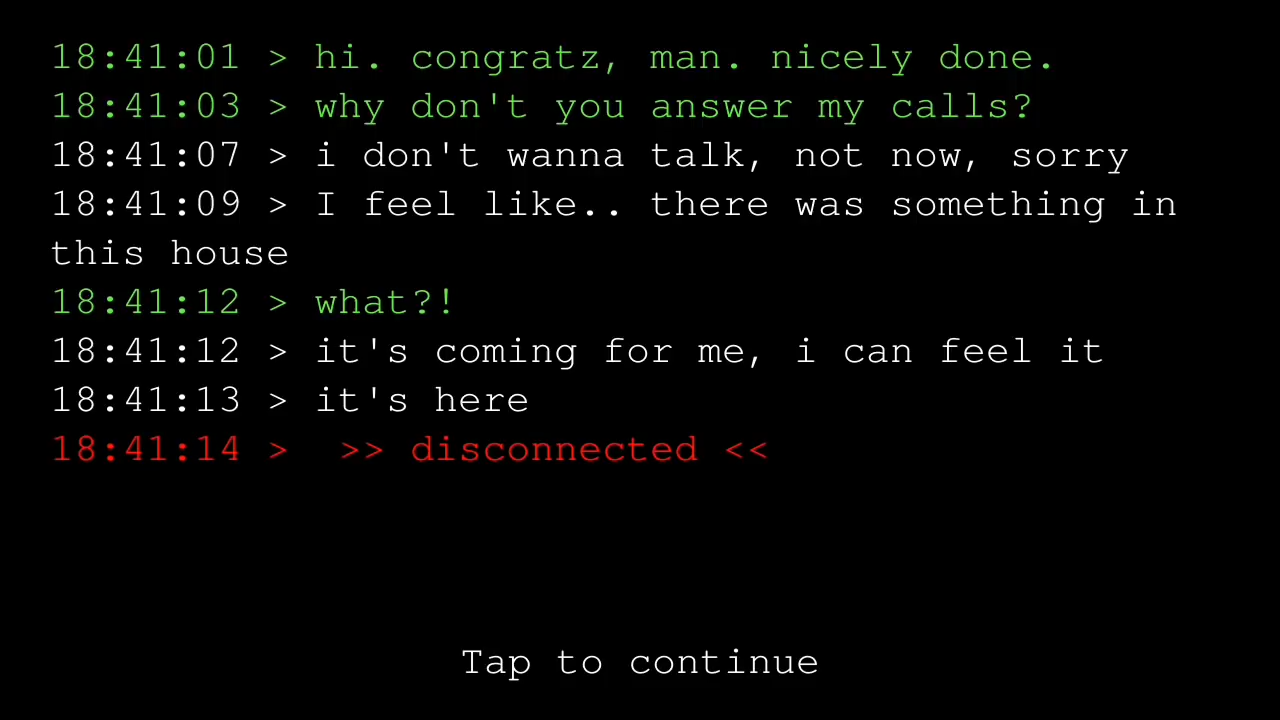 18:41:01 > hi. congratz, man. nicely done.
18:41:03 > why don't you answer my calls?
18:41:07 > i don't wanna talk, not now, sorry
18:41:09 > I feel like.. there was something in
this house
18:41:12 > what?!
18:41:12 > it's coming for me, i can feel it
18:41:13 > it's here
18:41:14 >  >> disconnected <<
Tap to continue